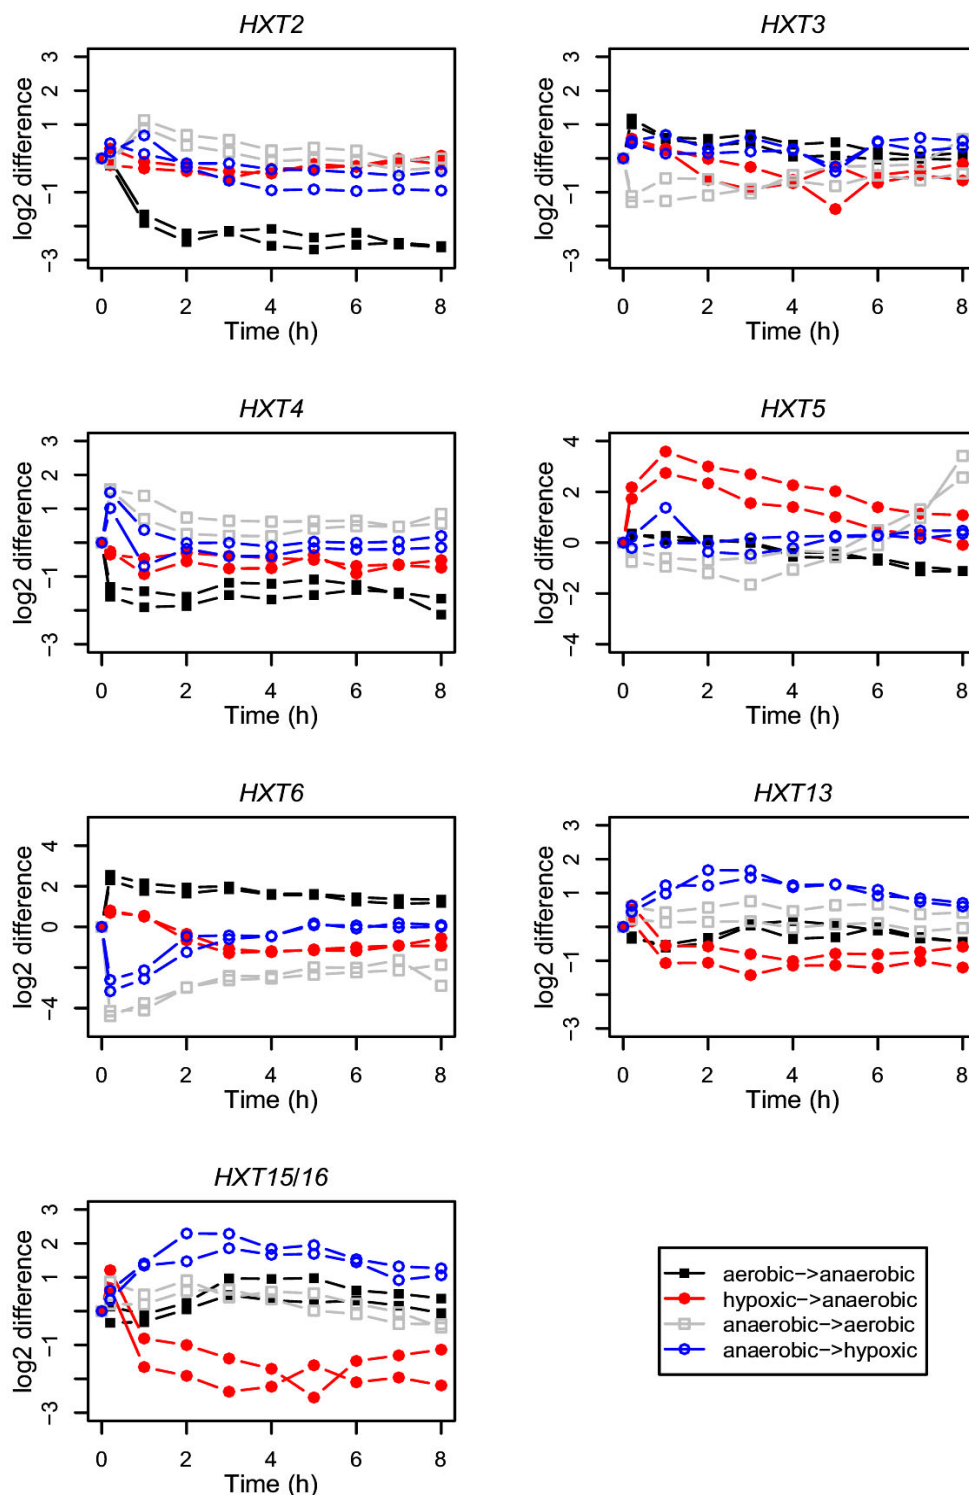 HXT2
3
2
1
−1
−3
log2 difference
0
2
4
6
8
Time (h)
HXT3
3
2
1
−1
−3
log2 difference
0
2
4
6
8
Time (h)
HXT4
3
2
1
−1
−3
log2 difference
0
2
4
6
8
Time (h)
HXT5
4
2
0
−2
−4
log2 difference
0
2
4
6
8
Time (h)
HXT6
4
2
0
−4
log2 difference
0
2
4
6
8
Time (h)
HXT13
3
2
1
−1
−3
log2 difference
0
2
4
6
8
Time (h)
HXT15/16
3
2
1
−1
−3
log2 difference
0
2
4
6
8
Time (h)
aerobic−>anaerobic
hypoxic−>anaerobic
anaerobic−>aerobic
anaerobic−>hypoxic